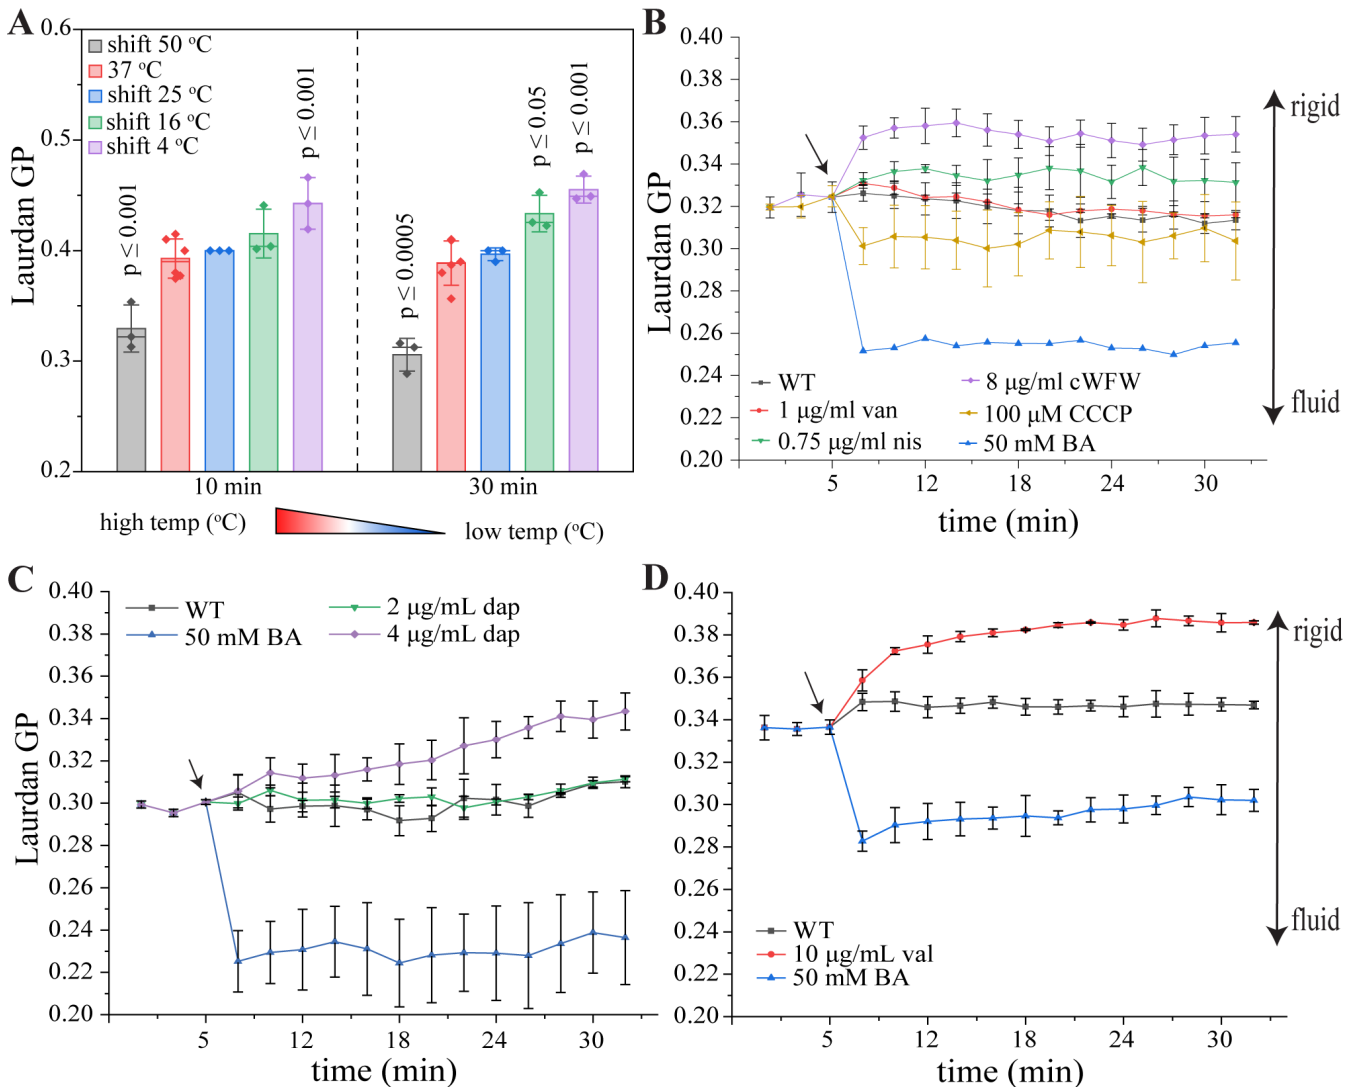 A
0.6
0.5
0.4
0.3
0.2
Laurdan GP
shift 50 °C
37 °C
shift 25 °C
shift 16 °C
shift 4 °C
p ≤ 0.001
p ≤ 0.001
p ≤ 0.0005
p ≤ 0.05
p ≤ 0.001
10 min
30 min
high temp (°C)
low temp (°C)
B
0.40
0.38
0.36
0.34
0.32
0.30
0.28
0.26
0.24
0.22
0.20
Laurdan GP
WT
1 μg/ml van
0.75 μg/ml nis
8 μg/ml cWFW
100 μM CCCP
50 mM BA
5
12
18
24
30
time (min)
rigid
fluid
C
0.40
0.38
0.36
0.34
0.32
0.30
0.28
0.26
0.24
0.22
0.20
Laurdan GP
WT
50 mM BA
2 μg/mL dap
4 μg/mL dap
5
12
18
24
30
time (min)
D
0.40
0.38
0.36
0.34
0.32
0.30
0.28
0.26
0.24
0.22
0.20
WT
10 μg/mL val
50 mM BA
5
12
18
24
30
time (min)
rigid
fluid